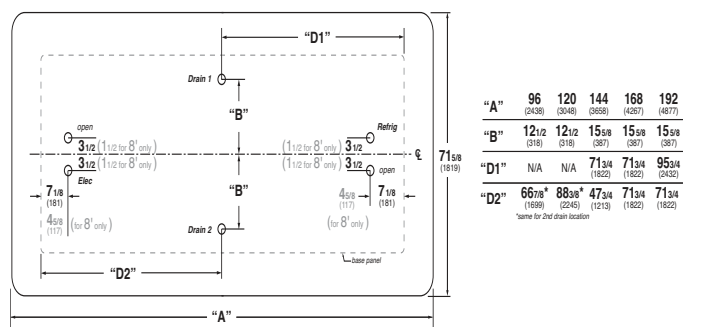 “D1”
Drain 1
“B”
open
Refrig
3 1/2 (1 1/2 for 8' only)
(1 1/2 for 8' only) 3 1/2
CL
3 1/2 (1 1/2 for 8' only)
(1 1/2 for 8' only) 3 1/2
Elec
open
71 5/8
(1819)
7 1/8
(181)
“B”
4 5/8
(117)
7 1/8
(181)
4 5/8
(117)
(for 8' only)
(for 8' only)
Drain 2
base panel
“D2”
“A”
“A” 96 120 144 168 192
(2438) (3048) (3658) (4267) (4877)
“B” 12 1/2 12 1/2 15 5/8 15 5/8 15 5/8
(318) (318) (387) (387) (387)
“D1” N/A N/A 71 3/4 71 3/4 95 3/4
(1822) (1822) (2432)
“D2” 66 7/8* 88 3/8* 47 3/4 71 3/4 71 3/4
(1699) (2245) (1213) (1822) (1822)
*same for 2nd drain location